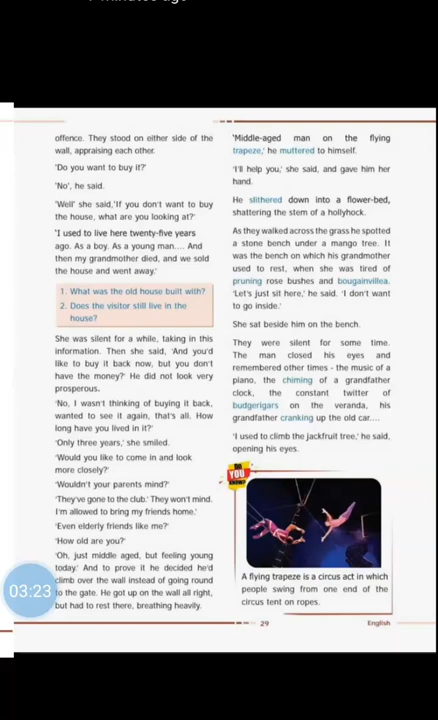 offence. They stood on either side of the
wall, appraising each other.
'Do you want to buy it?'
'No', he said.
'Well' she said,'If you don't want to buy
the house, what are you looking at?'
'I used to live here twenty-five years
ago. As a boy. As a young man.... And
then my grandmother died, and we sold
the house and went away.'
1. What was the old house built with?
2. Does the visitor still live in the
house?
She was silent for a while, taking in this
information. Then she said, 'And you'd
like to buy it back now, but you don't
have the money?' He did not look very
prosperous.
'No, I wasn't thinking of buying it back,
wanted to see it again, that's all. How
long have you lived in it?'
'Only three years,' she smiled.
'Would you like to come in and look
more closely?'
'Wouldn't your parents mind?'
'They've gone to the club.' They won't mind.
I'm allowed to bring my friends home.'
'Even elderly friends like me?'
'How old are you?'
'Oh, just middle aged, but feeling young
today.' And to prove it he decided he'd
climb over the wall instead of going round
to the gate. He got up on the wall all right,
but had to rest there, breathing heavily.
03:23
'Middle-aged man on the flying
trapeze,' he muttered to himself.
'I'll help you,' she said, and gave him her
hand.
He slithered down into a flower-bed,
shattering the stem of a hollyhock.
As they walked across the grass he spotted
a stone bench under a mango tree. It
was the bench on which his grandmother
used to rest, when she was tired of
pruning rose bushes and bougainvillea.
'Let's just sit here,' he said. 'I don't want
to go inside.'
She sat beside him on the bench.
They were silent for some time.
The man closed his eyes and
remembered other times - the music of a
piano, the chiming of a grandfather
clock, the constant twitter of
budgerigars on the veranda, his
grandfather cranking up the old car....
'I used to climb the jackfruit tree,' he said,
opening his eyes.
DO
YOU
KNOW?
A flying trapeze is a circus act in which
people swing from one end of the
circus tent on ropes.
29
English